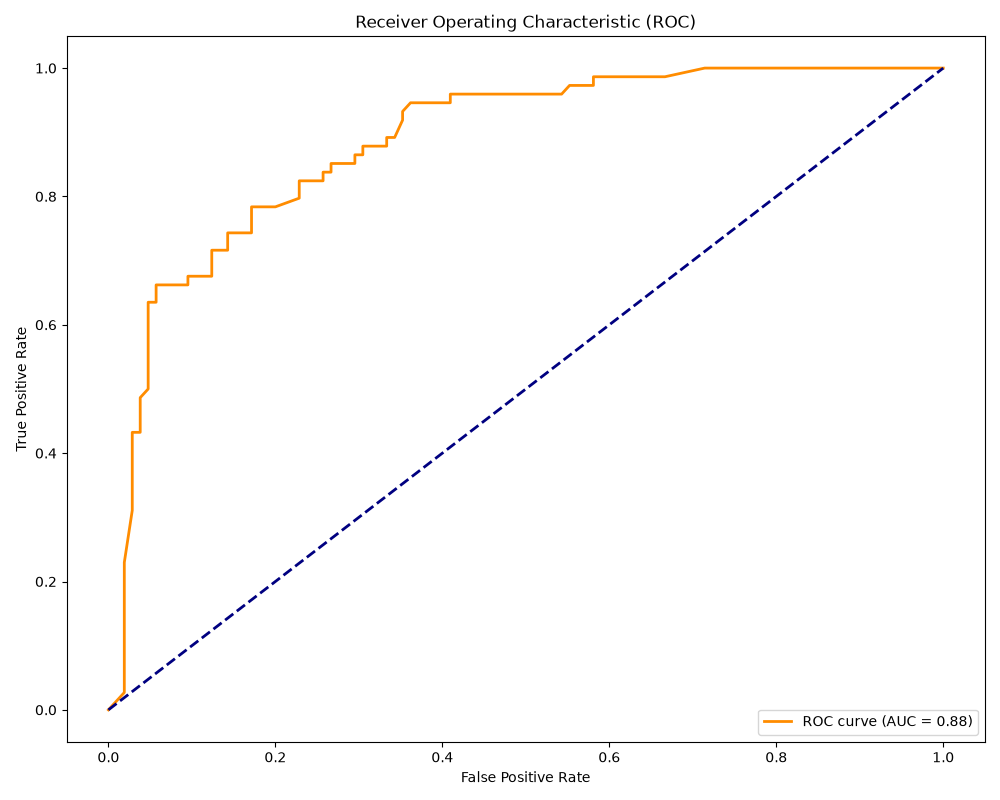 Receiver Operating Characteristic (ROC)
1.0
0.8
0.6
0.4
0.2
0.0
True Positive Rate
ROC curve (AUC = 0.88)
0.0 0.2 0.4 0.6 0.8 1.0
False Positive Rate